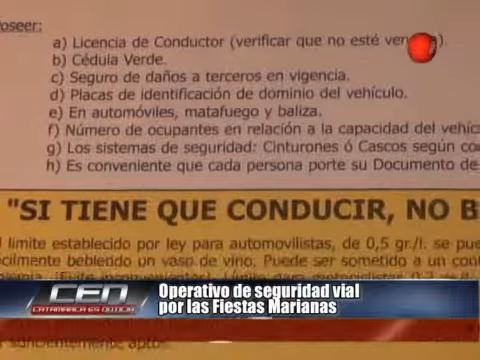 poseer:
a) Licencia de Conductor (verificar que no esté
b) Cédula Verde.
c) Seguro de daños a terceros en vigencia.
d) Placas de identificación de dominio del vehículo.
e) En automóviles, matafuego y baliza.
f) Número de ocupantes en relación a la capacidad del vehíc
g) Los sistemas de seguridad: Cinturones ó Cascos según co
h) Es conveniente que cada persona porte su Documento de
"SI TIENE QUE CONDUCIR, NO B
l límite establecido por ley para automovilistas, de 0,5 gr./l. se pue
cilmente bebiendo un vaso de vino; Puede ser sometido a un con
CEN
CATAMARCA ES NOTICIA
Operativo de seguridad vial
por las Fiestas Marianas
suficientemente aptos.